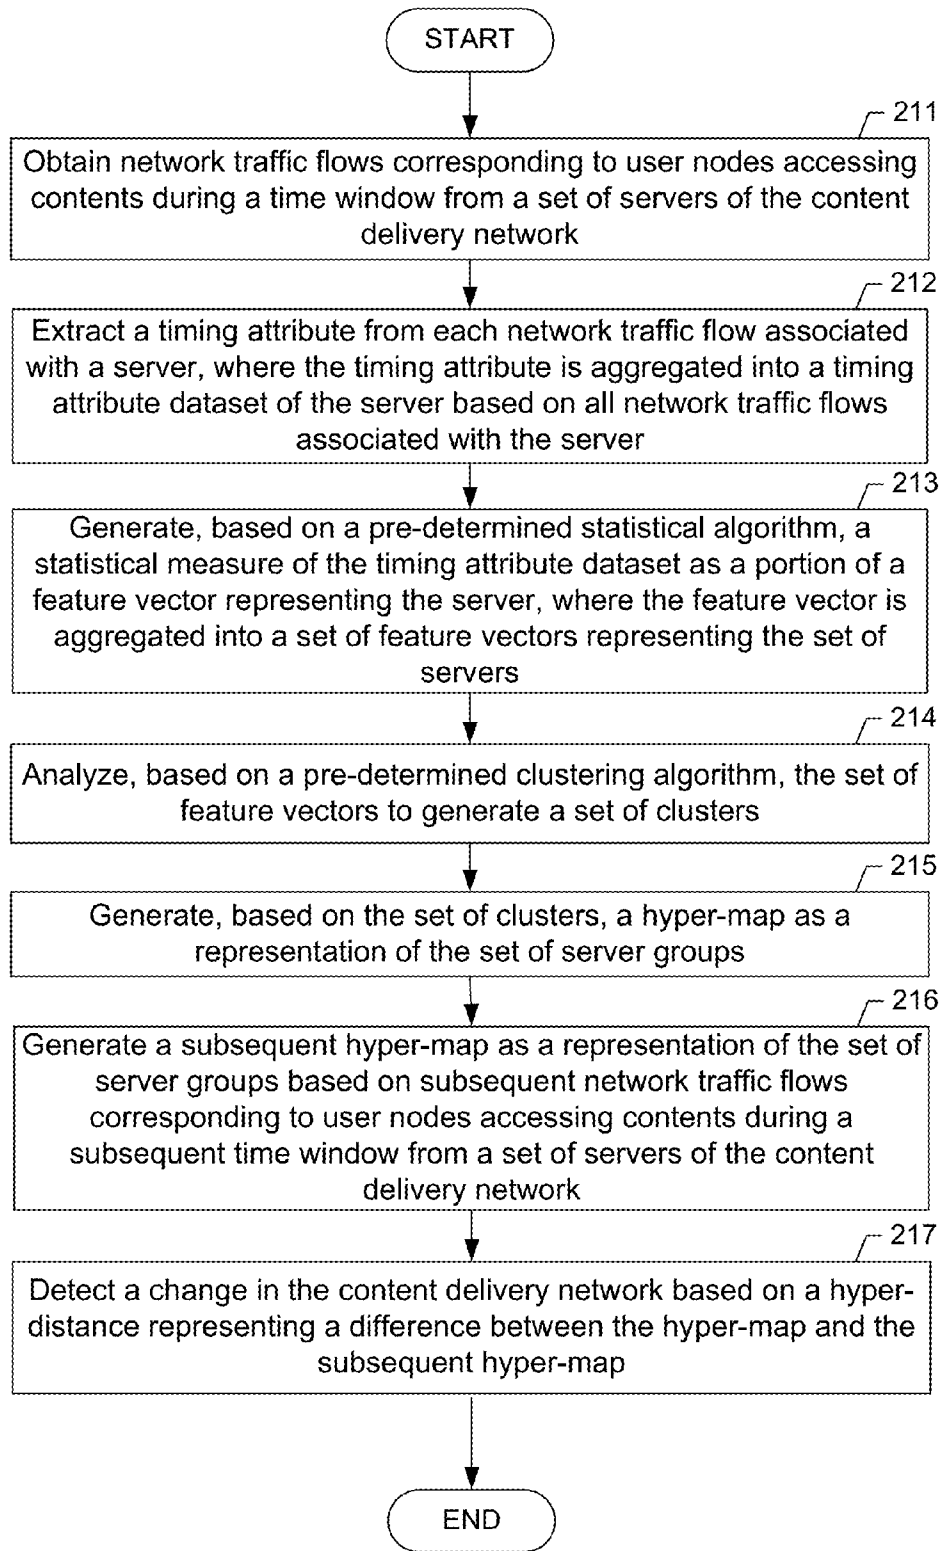 START
211
Obtain network traffic flows corresponding to user nodes accessing
contents during a time window from a set of servers of the content
delivery network
212
Extract a timing attribute from each network traffic flow associated
with a server, where the timing attribute is aggregated into a timing
attribute dataset of the server based on all network traffic flows
associated with the server
213
Generate, based on a pre-determined statistical algorithm, a
statistical measure of the timing attribute dataset as a portion of a
feature vector representing the server, where the feature vector is
aggregated into a set of feature vectors representing the set of
servers
214
Analyze, based on a pre-determined clustering algorithm, the set of
feature vectors to generate a set of clusters
215
Generate, based on the set of clusters, a hyper-map as a
representation of the set of server groups
216
Generate a subsequent hyper-map as a representation of the set of
server groups based on subsequent network traffic flows
corresponding to user nodes accessing contents during a
subsequent time window from a set of servers of the content
delivery network
217
Detect a change in the content delivery network based on a hyper-
distance representing a difference between the hyper-map and the
subsequent hyper-map
END